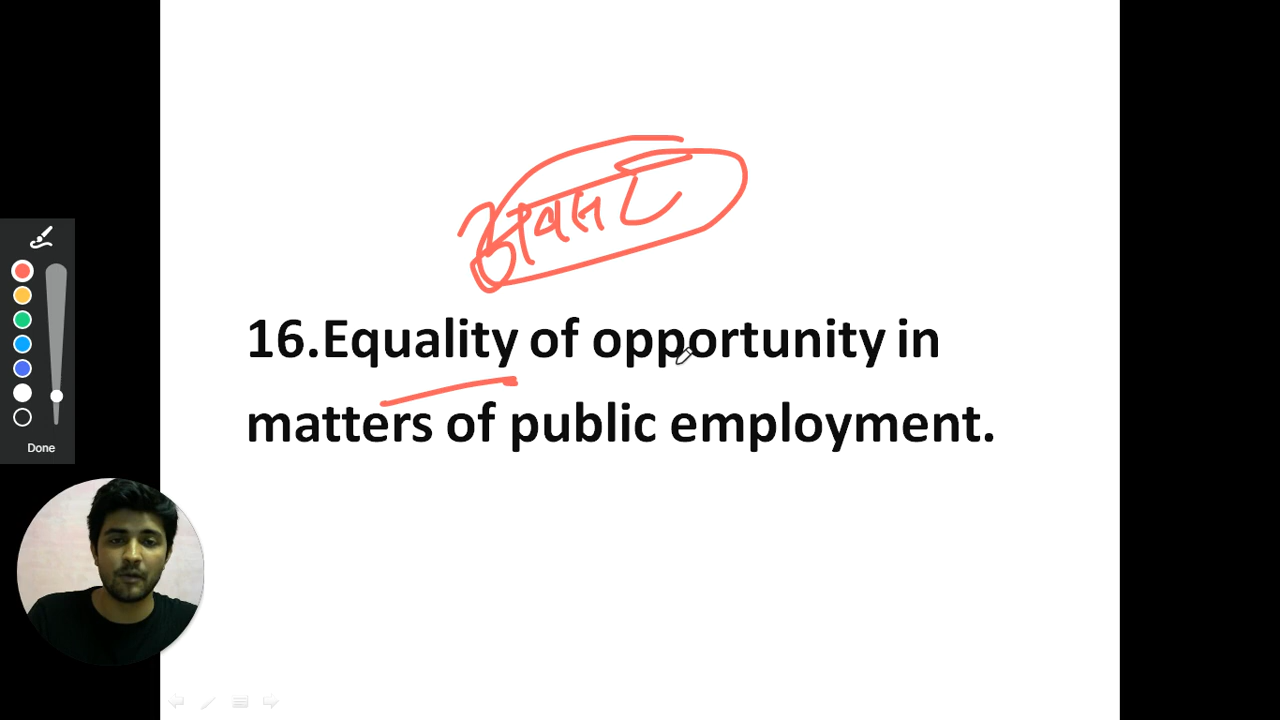 अवसर
16.Equality of opportunity in
matters of public employment.
Done